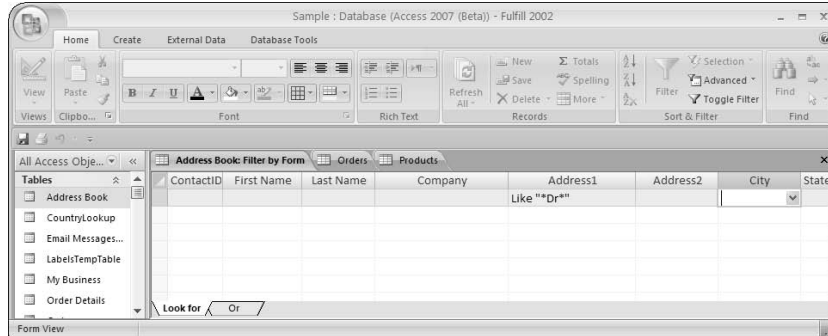 Sample : Database (Access 2007 (Beta)) - Fulfill 2002
Home Create External Data Database Tools
View
Paste
B I U A
Refresh All
New
Save
Delete
Totals
Spelling
More
Filter
Selection
Advanced
Toggle Filter
Find
Views Clipbo... Font Rich Text Records Sort & Filter Find
All Access Obje...
Address Book: Filter by Form Orders Products
Tables
Address Book
CountryLookup
Email Messages...
LabelsTempTable
My Business
Order Details
ContactID First Name Last Name Company Address1 Address2 City State
Like "*Dr*"
Look for Or
Form View